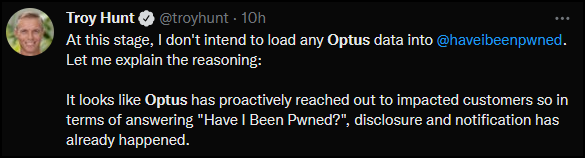 Troy Hunt @troyhunt · 10h
At this stage, I don't intend to load any Optus data into @haveibeenpwned.
Let me explain the reasoning:
It looks like Optus has proactively reached out to impacted customers so in
terms of answering "Have I Been Pwned?", disclosure and notification has
already happened.